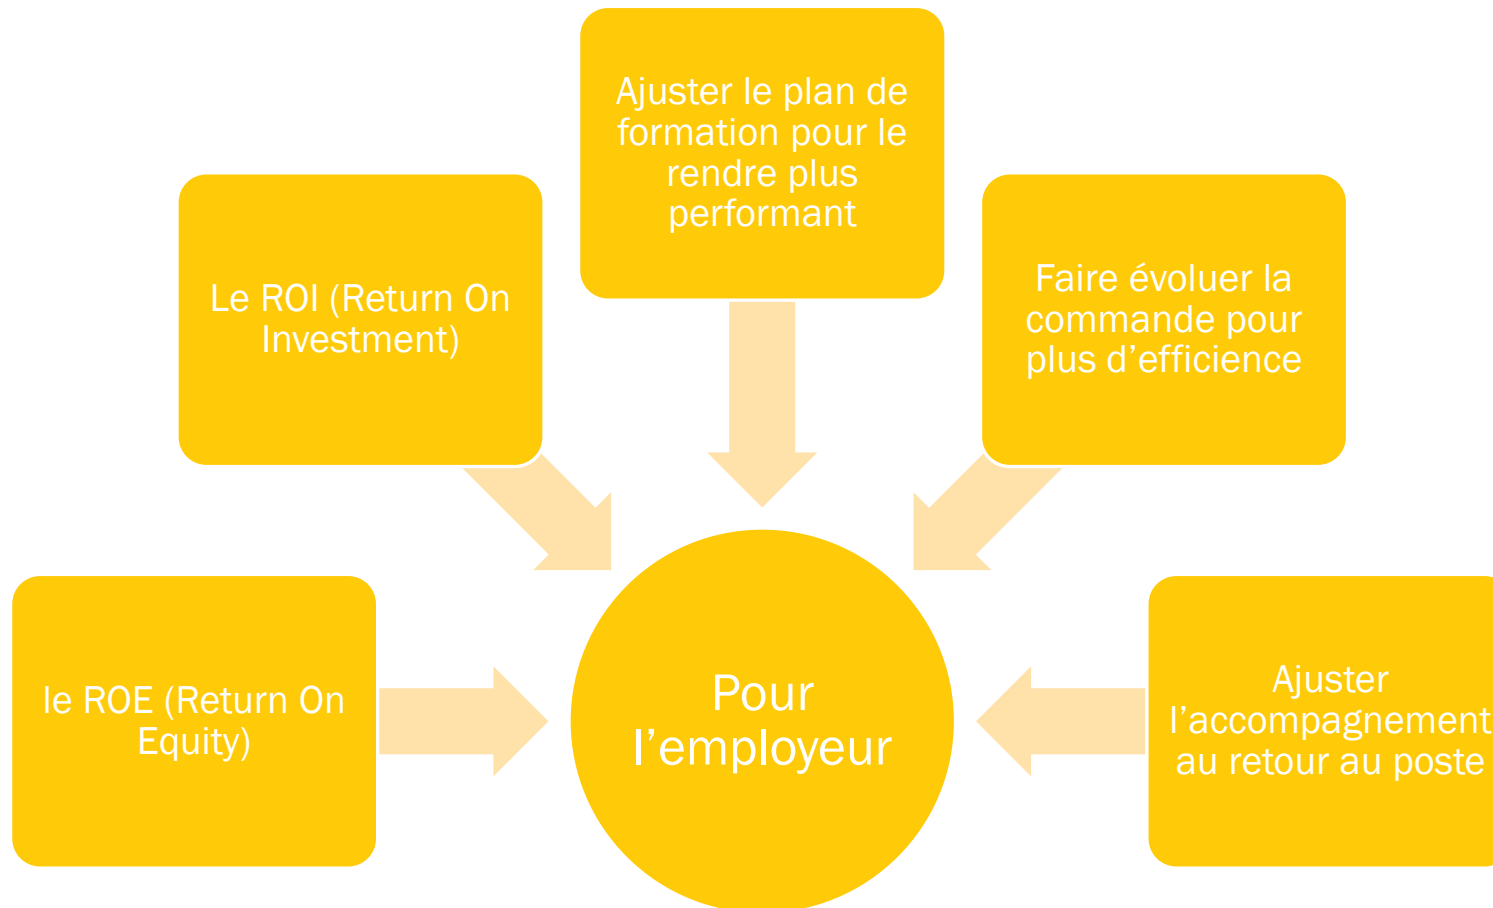 Ajuster le plan de
formation pour le
rendre plus
performant
Le ROI (Return On
Investment)
Faire évoluer la
commande pour
plus d’efficience
le ROE (Return On
Equity)
Pour
l’employeur
Ajuster
l’accompagnement
au retour au poste